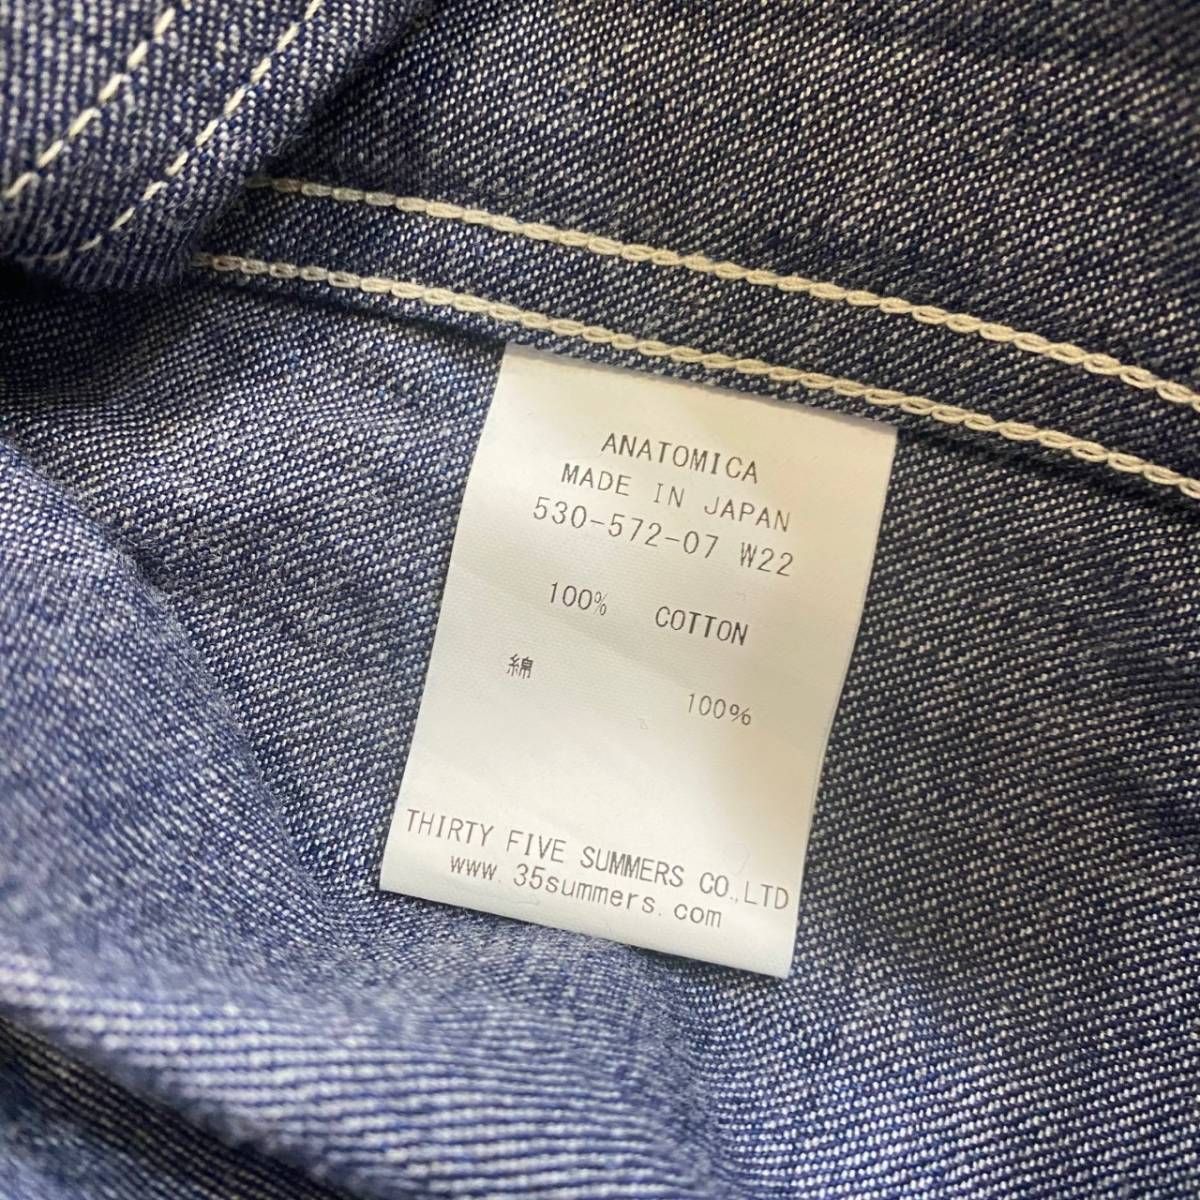 ANATOMICA
MADE IN JAPAN
530-572-07 W22
100% COTTON
綿 100%
THIRTY FIVE SUMMERS CO.,LTD
www.35summers.com